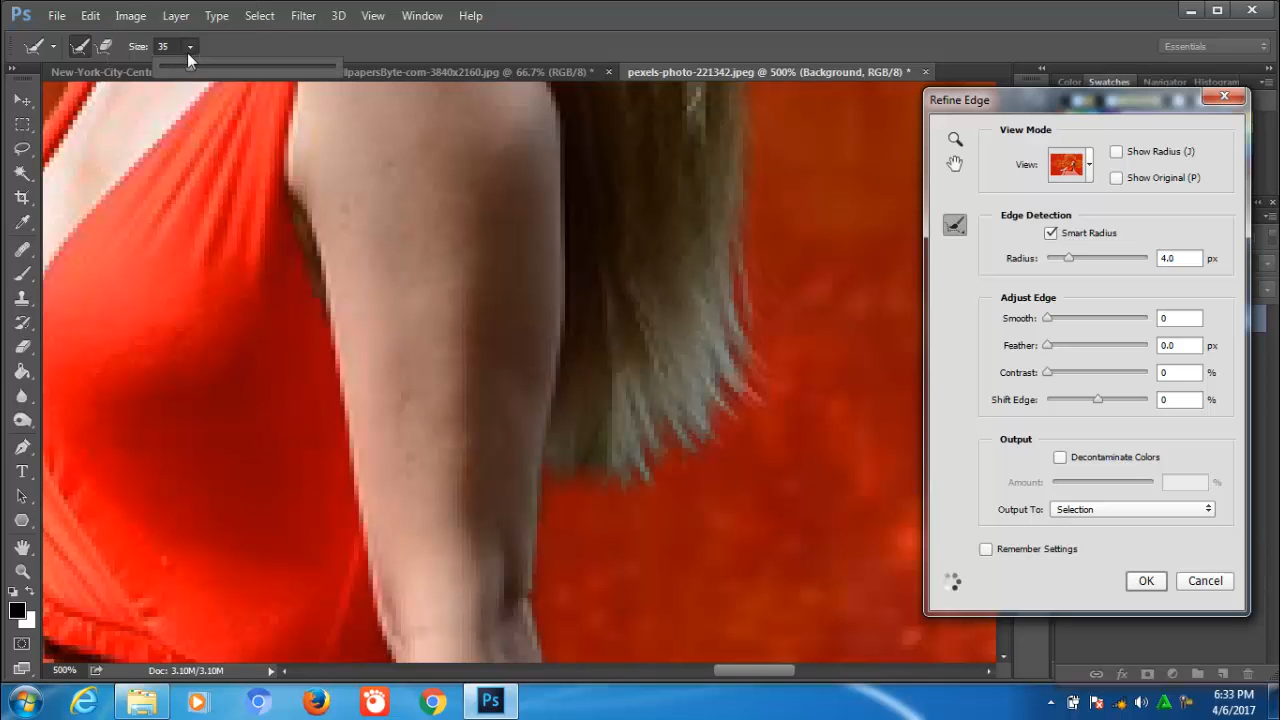 Ps File Edit Image Layer Type Select Filter 3D View Window Help
Size: 35 Essentials
New-York-City-Centr
llpapersByte-com-3840x2160.jpg @ 66.7% (RGB/8) * ×
pexels-photo-221342.jpeg @ 500% (Background, RGB/8) * ×
Color Swatches Navigator Histogram
Refine Edge
View Mode
View: Show Radius (J)
Show Original (P)
Edge Detection
Smart Radius
Radius: 4.0 px
Adjust Edge
Smooth: 0
Feather: 0.0 px
Contrast: 0 %
Shift Edge: 0 %
Output
Decontaminate Colors
Amount: %
Output To: Selection
Remember Settings
OK Cancel
T
fx
500% Doc: 3.10M/3.10M
Ps
6:33 PM
4/6/2017